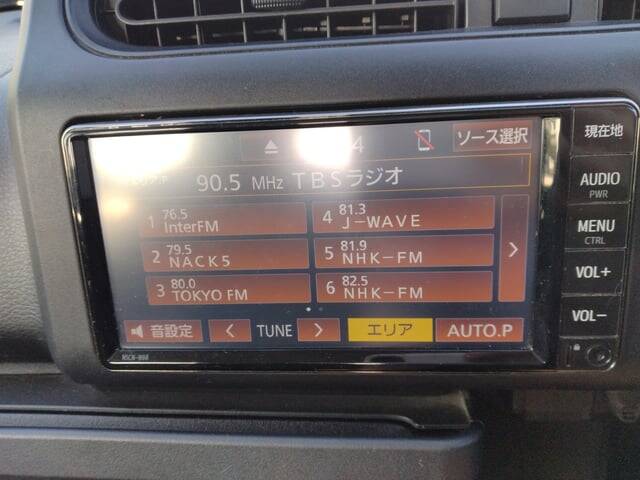 ソース選択
90.5 MHz TBSラジオ
1 76.5 InterFM
2 79.5 NACK5
3 80.0 TOKYO FM
4 81.3 J-WAVE
5 81.9 NHK-FM
6 82.5 NHK-FM
音設定 < TUNE > エリア AUTO.P
現在地
AUDIO
PWR
MENU
CTRL
VOL+
VOL-